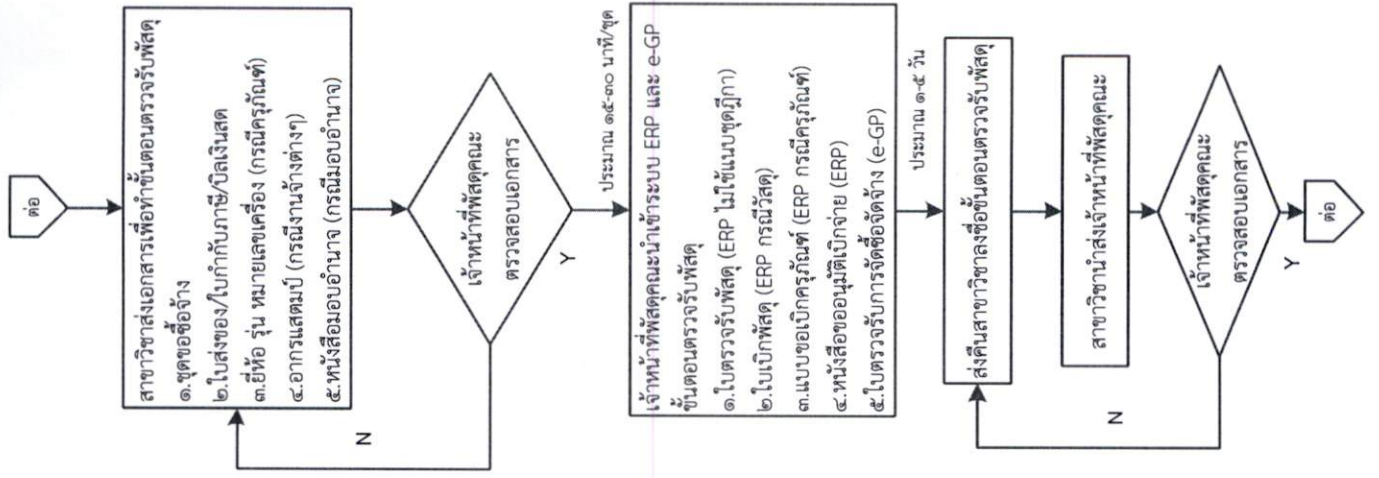 ต่อ
สาขาวิชาส่งเอกสารเพื่อทำขั้นตอนตรวจรับพัสดุ
๑.ชุดขอซื้อจ้าง
๒.ใบส่งของ/ใบกำกับภาษี/บิลเงินสด
๓.ยี่ห้อ รุ่น หมายเลขเครื่อง (กรณีครุภัณฑ์)
๔.อากรแสตมป์ (กรณีงานจ้างต่างๆ)
๕.หนังสือมอบอำนาจ (กรณีมอบอำนาจ)
เจ้าหน้าที่พัสดุคณะ
ตรวจสอบเอกสาร
N
Y
ประมาณ ๑๕-๓๐ นาที/ชุด
เจ้าหน้าที่พัสดุคณะนำเข้าระบบ ERP และ e-GP
ขั้นตอนตรวจรับพัสดุ
๑.ใบตรวจรับพัสดุ (ERP ไม่ใช้แนบชุดฎีกา)
๒.ใบเบิกพัสดุ (ERP กรณีวัสดุ)
๓.แบบขอเบิกครุภัณฑ์ (ERP กรณีครุภัณฑ์)
๔.หนังสือขออนุมัติเบิกจ่าย (ERP)
๕.ใบตรวจรับการจัดซื้อจัดจ้าง (e-GP)
ประมาณ ๑-๕ วัน
ส่งคืนสาขาวิชาลงชื่อขั้นตอนตรวจรับพัสดุ
สาขาวิชานำส่งเจ้าหน้าที่พัสดุคณะ
เจ้าหน้าที่พัสดุคณะ
ตรวจสอบเอกสาร
N
Y
ต่อ